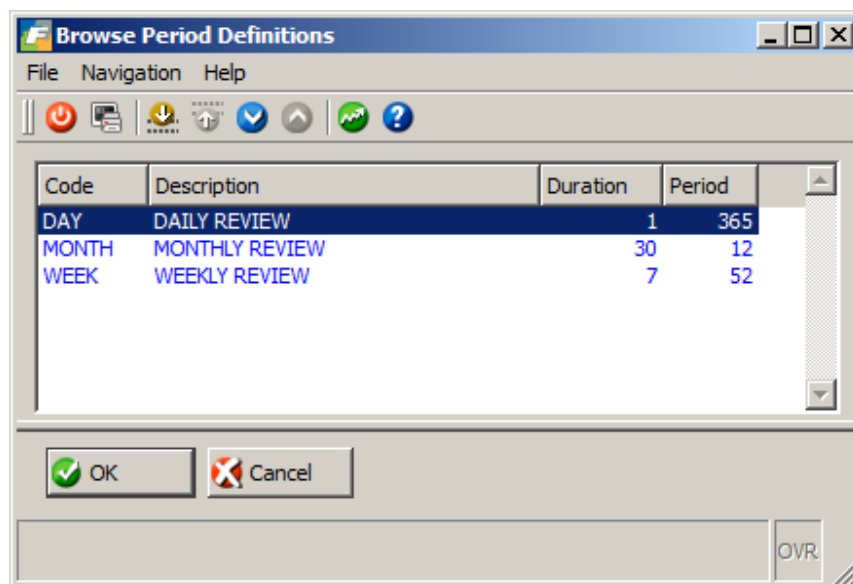 Browse Period Definitions
File Navigation Help
Code Description Duration Period
DAY DAILY REVIEW 1 365
MONTH MONTHLY REVIEW 30 12
WEEK WEEKLY REVIEW 7 52
OK Cancel
OVR